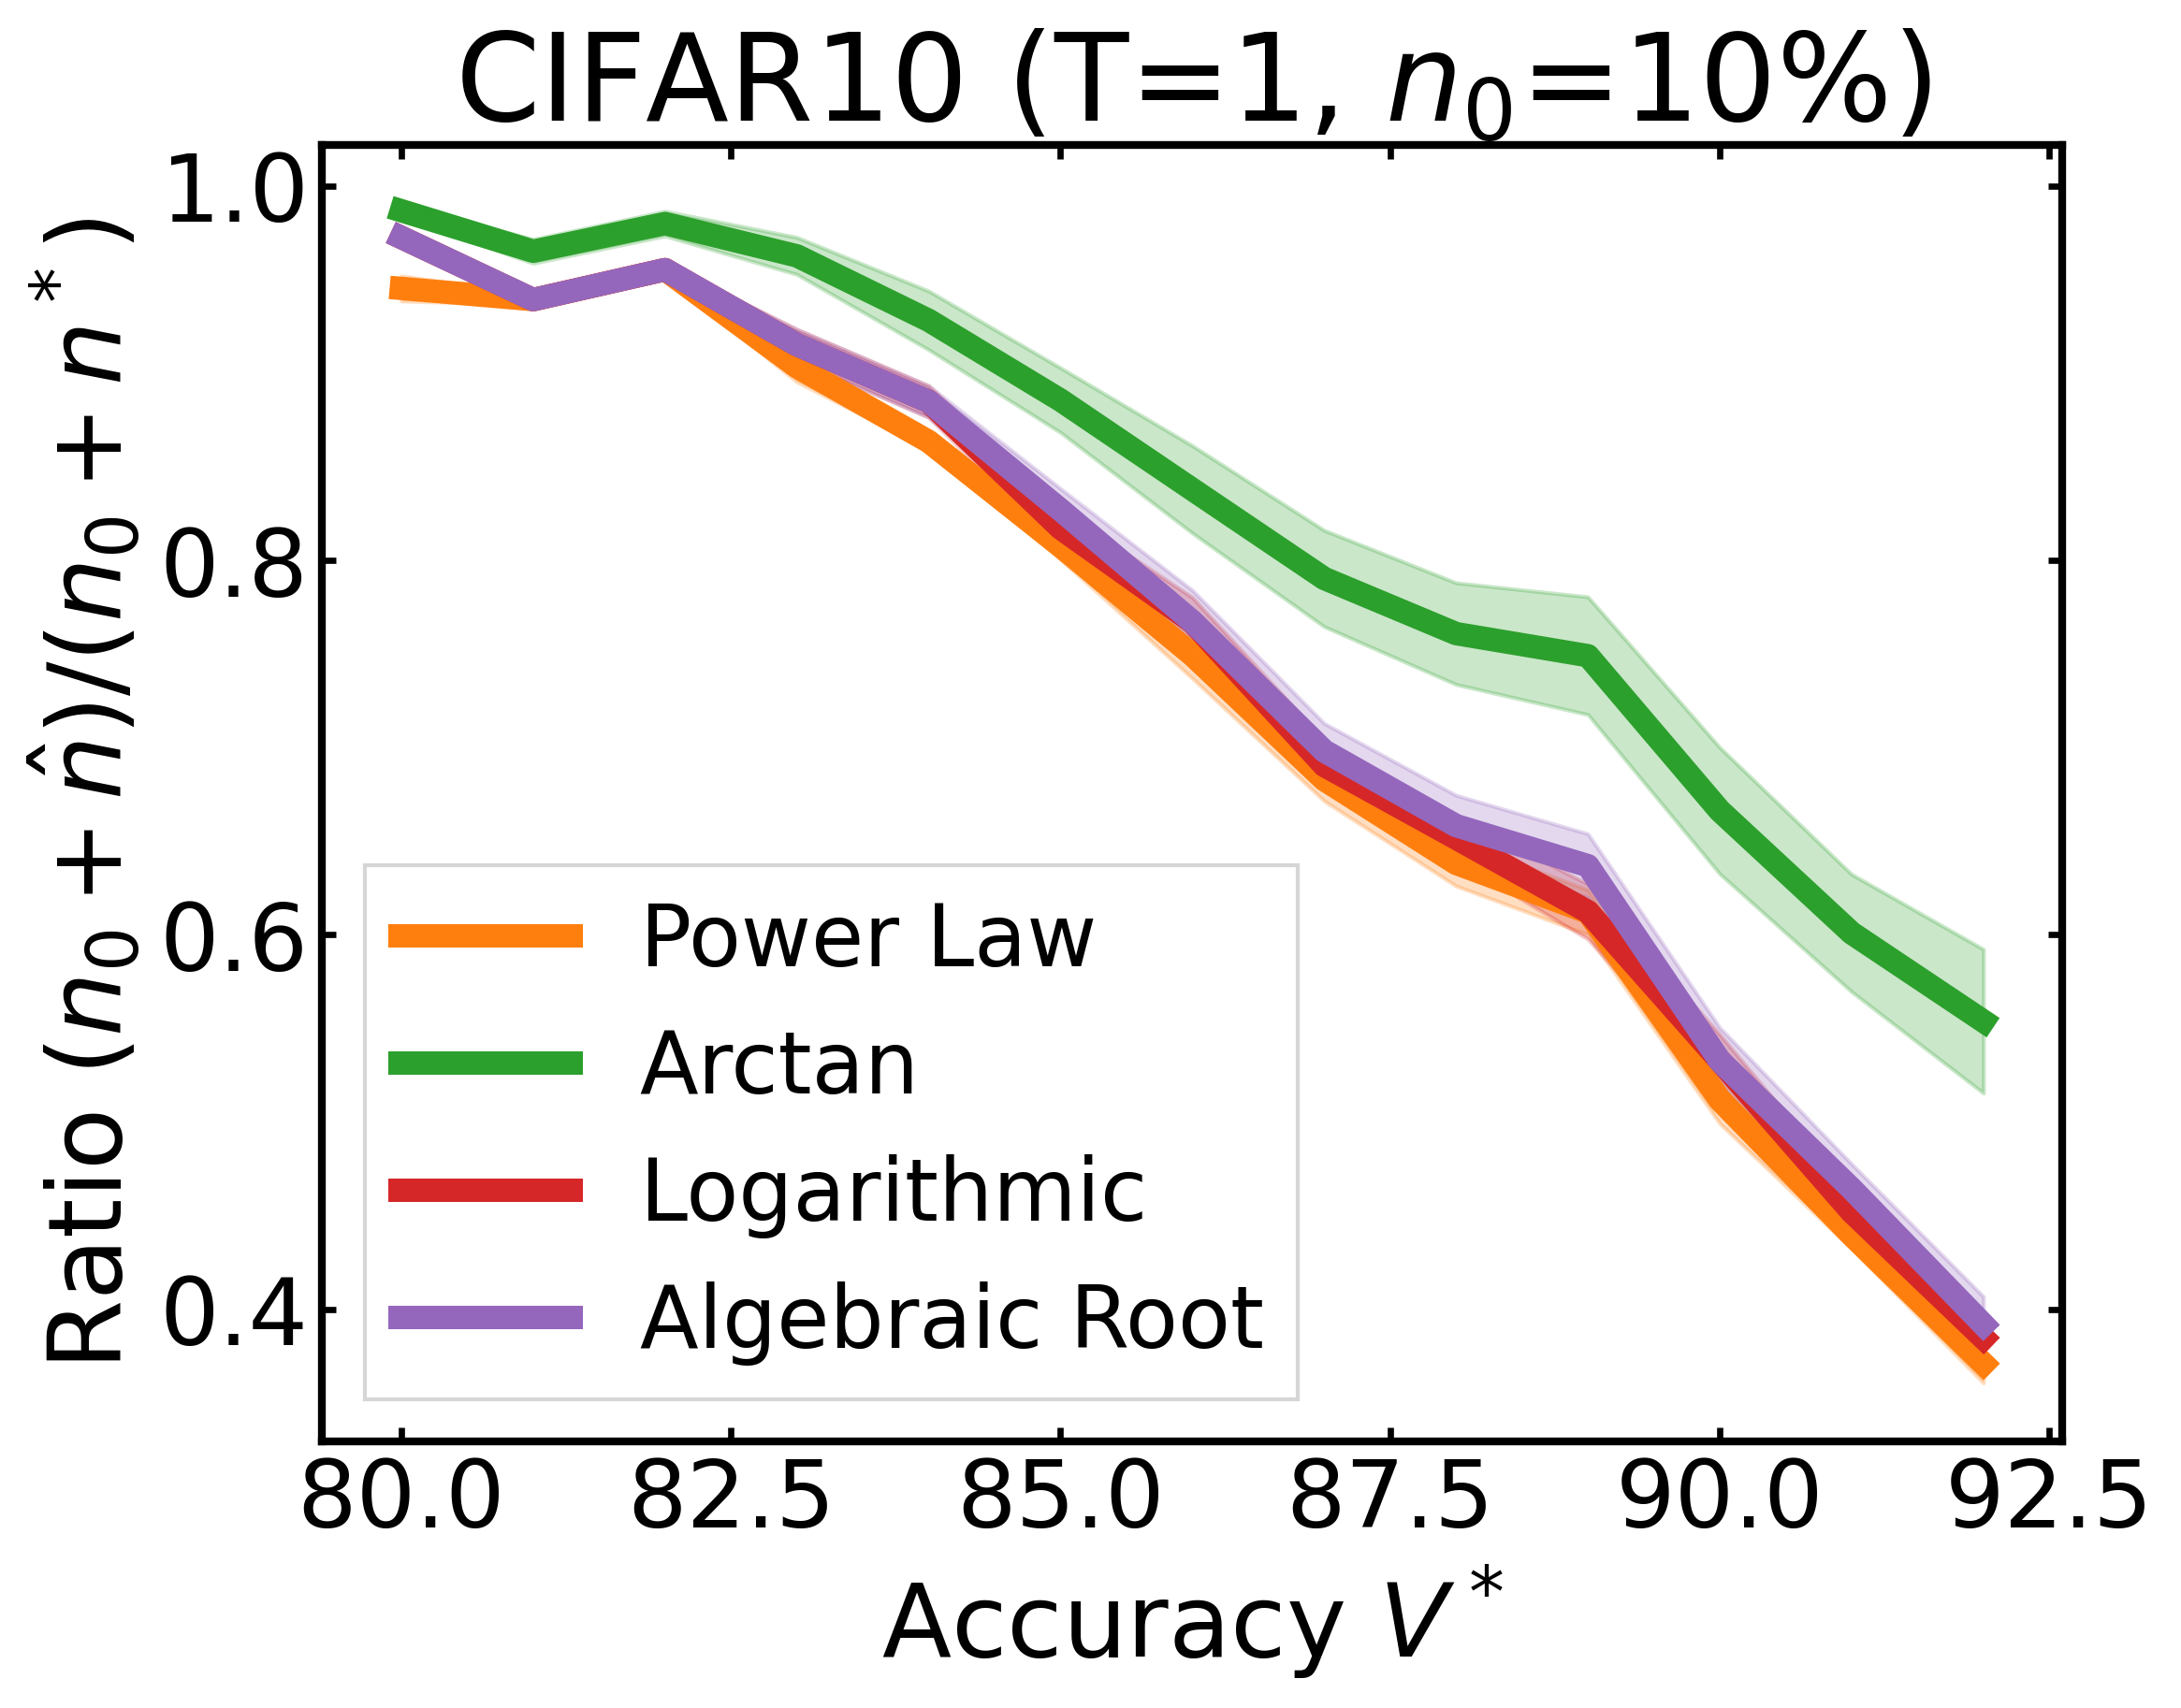 CIFAR10 (T=1, n₀=10%)
Ratio (n₀ + n̂)/(n₀ + n*)
1.0
0.8
0.6
0.4
Power Law
Arctan
Logarithmic
Algebraic Root
80.0 82.5 85.0 87.5 90.0 92.5
Accuracy V*